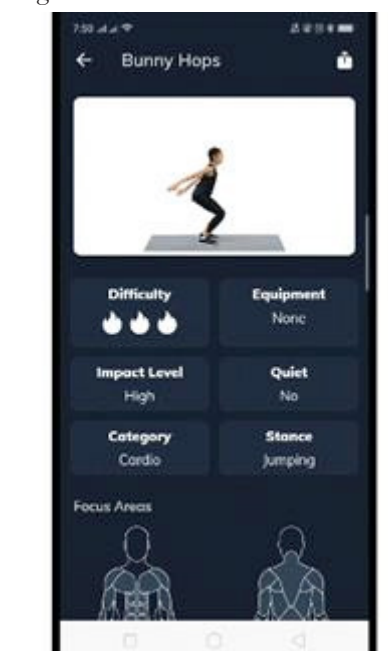 g
7:50
Bunny Hops
Difficulty
Equipment
None
Impact Level
High
Quiet
No
Category
Cardio
Stance
Jumping
Focus Areas